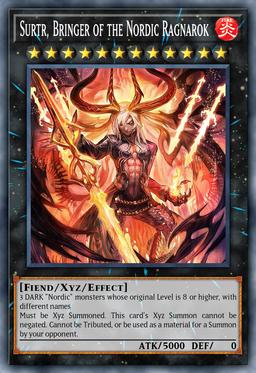 SURTR, BRINGER OF THE NORDIC RAGNAROK
FIRE
炎
[FIEND/XYZ/EFFECT]
3 DARK "Nordic" monsters whose original Level is 8 or higher, with
different names
Must be Xyz Summoned. This card's Xyz Summon cannot be
negated. Cannot be Tributed, or be used as a material for a Summon
by your opponent.
ATK/5000 DEF/ 0